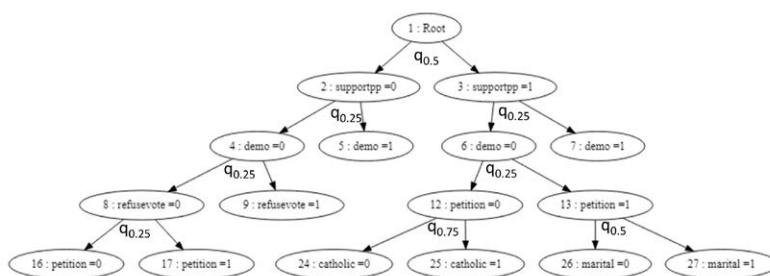 1 : Root
q0.5
2 : supportpp =0
3 : supportpp =1
q0.25
q0.25
4 : demo =0
5 : demo =1
6 : demo =0
7 : demo =1
q0.25
q0.25
8 : refusevote =0
9 : refusevote =1
12 : petition =0
13 : petition =1
q0.25
q0.75
q0.5
16 : petition =0
17 : petition =1
24 : catholic =0
25 : catholic =1
26 : marital =0
27 : marital =1